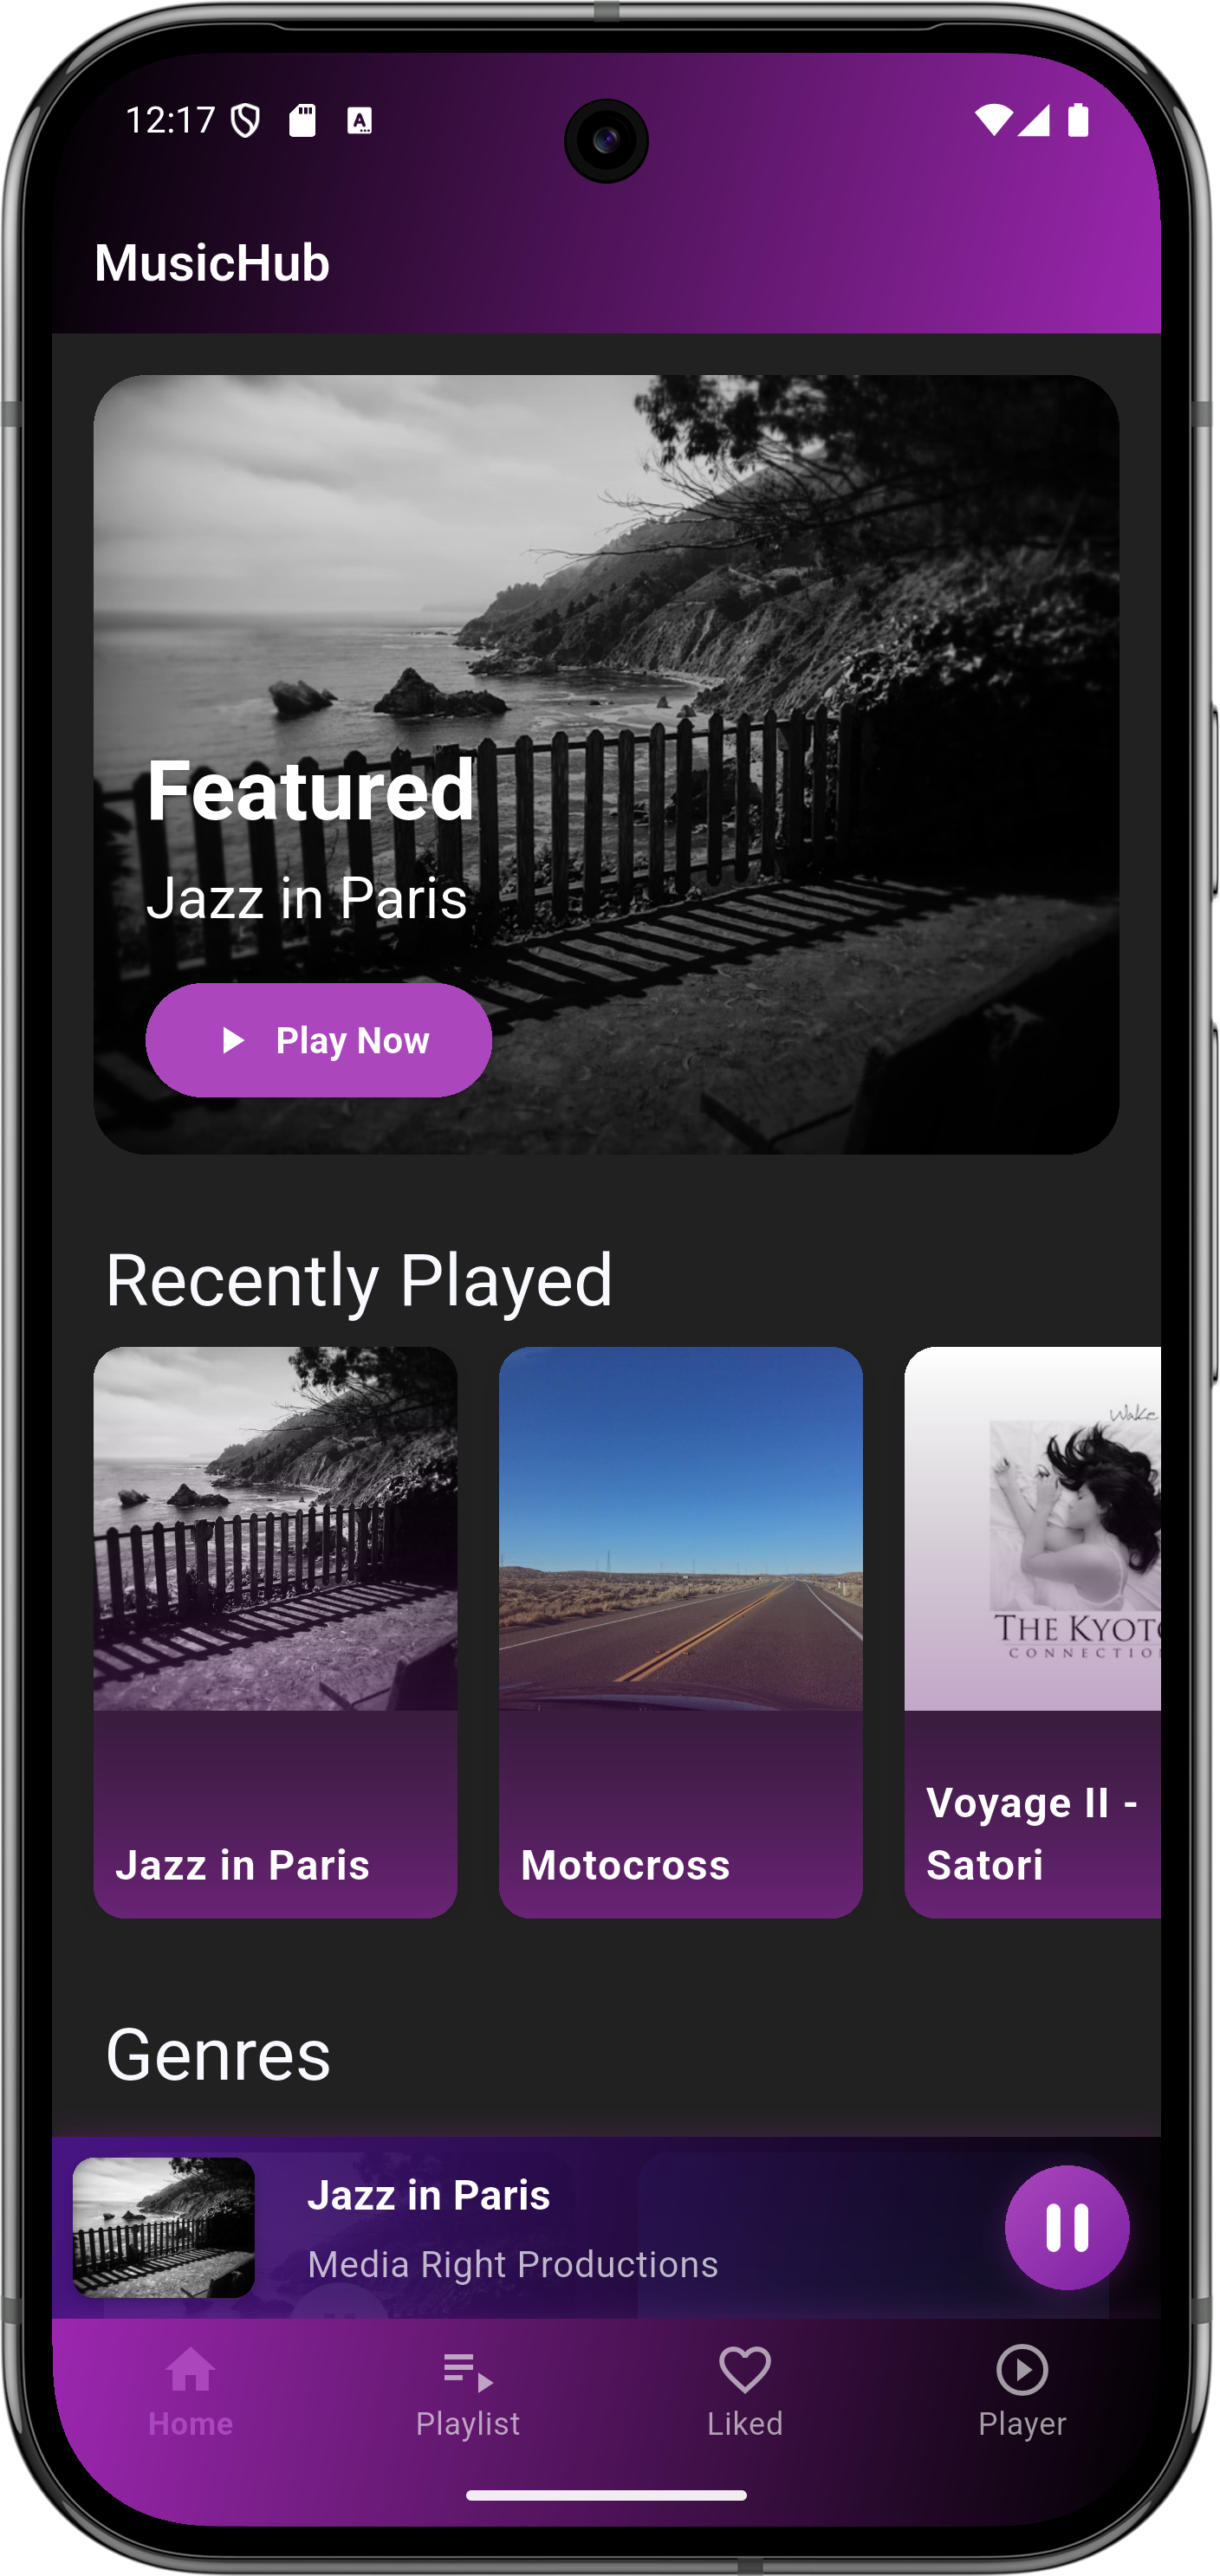 12:17
MusicHub
Featured
Jazz in Paris
Play Now
Recently Played
Wake
THE KYOTO
CONNECTIO
Jazz in Paris
Motocross
Voyage II -
Satori
Genres
Jazz in Paris
Media Right Productions
Home
Playlist
Liked
Player